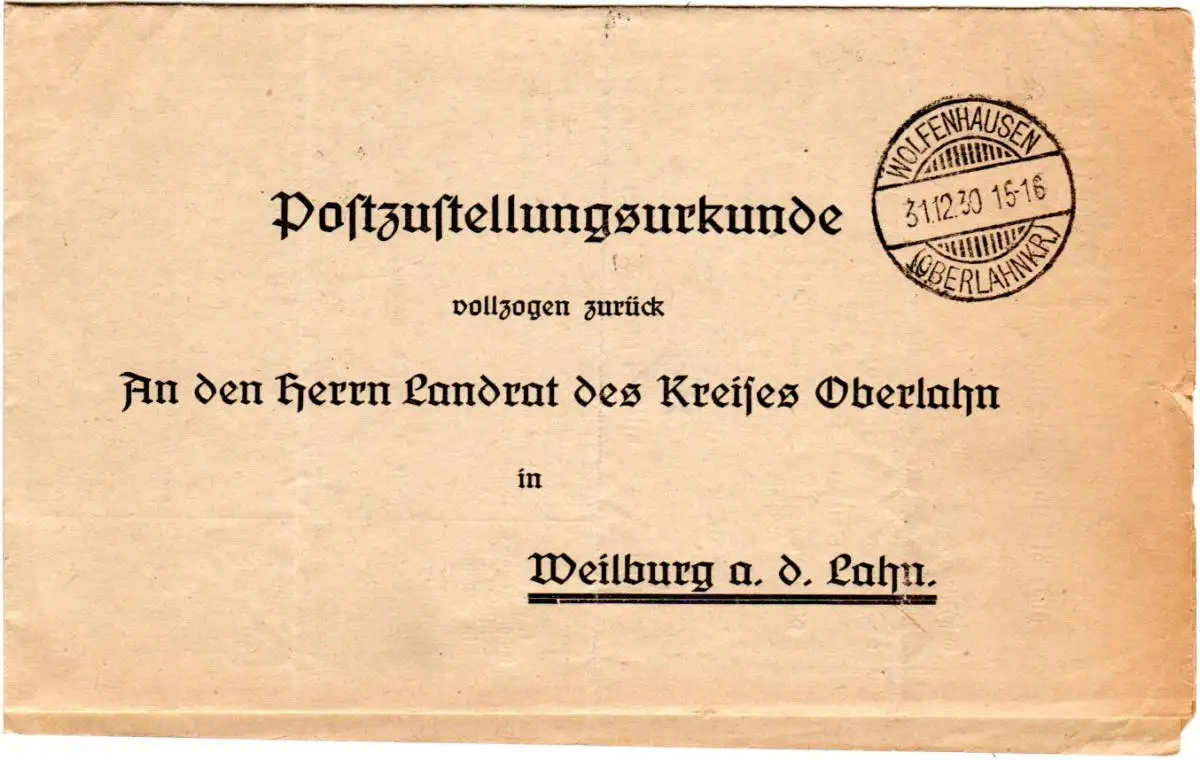 WOLFENHAUSEN
31.12.30 15-16
(OBERLAHNKR.)
Poſtzuſtellungsurkunde
vollzogen zurück
An den Herrn Landrat des Kreiſes Oberlahn
in
Weilburg a. d. Lahn.